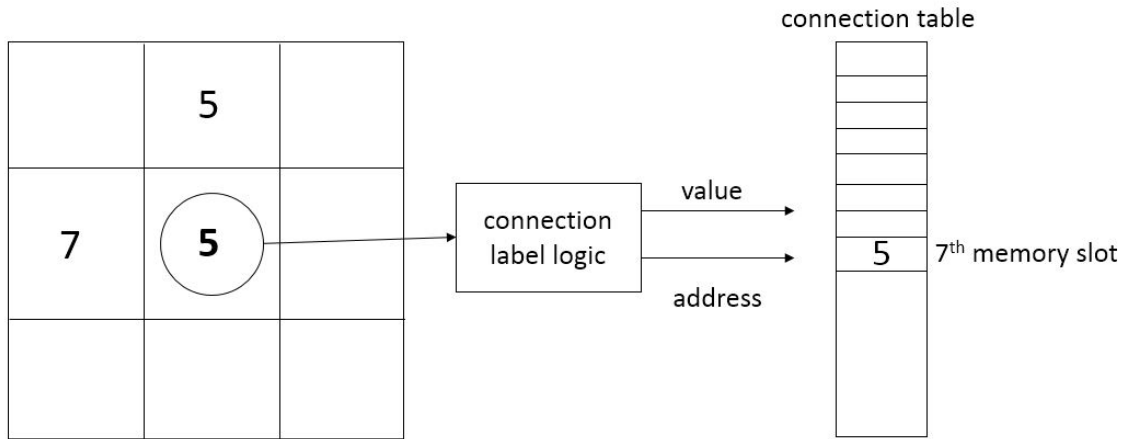 connection table
5
7
5
connection
label logic
value
address
5
7th memory slot